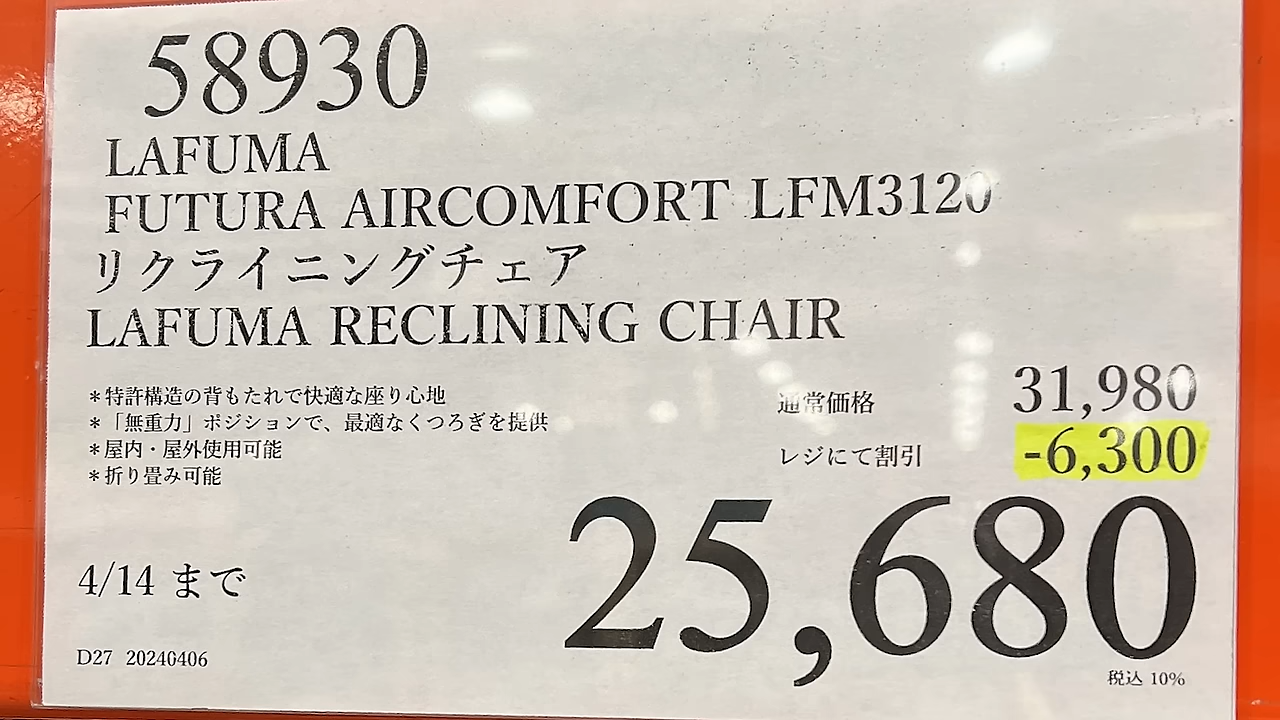 58930
LAFUMA
FUTURA AIRCOMFORT LFM3120
リクライニングチェア
LAFUMA RECLINING CHAIR
＊特許構造の背もたれで快適な座り心地
＊「無重力」ポジションで、最適なくつろぎを提供
＊屋内・屋外使用可能
＊折り畳み可能
通常価格 31,980
レジにて割引 -6,300
25,680
4/14 まで
D27 20240406
税込 10%